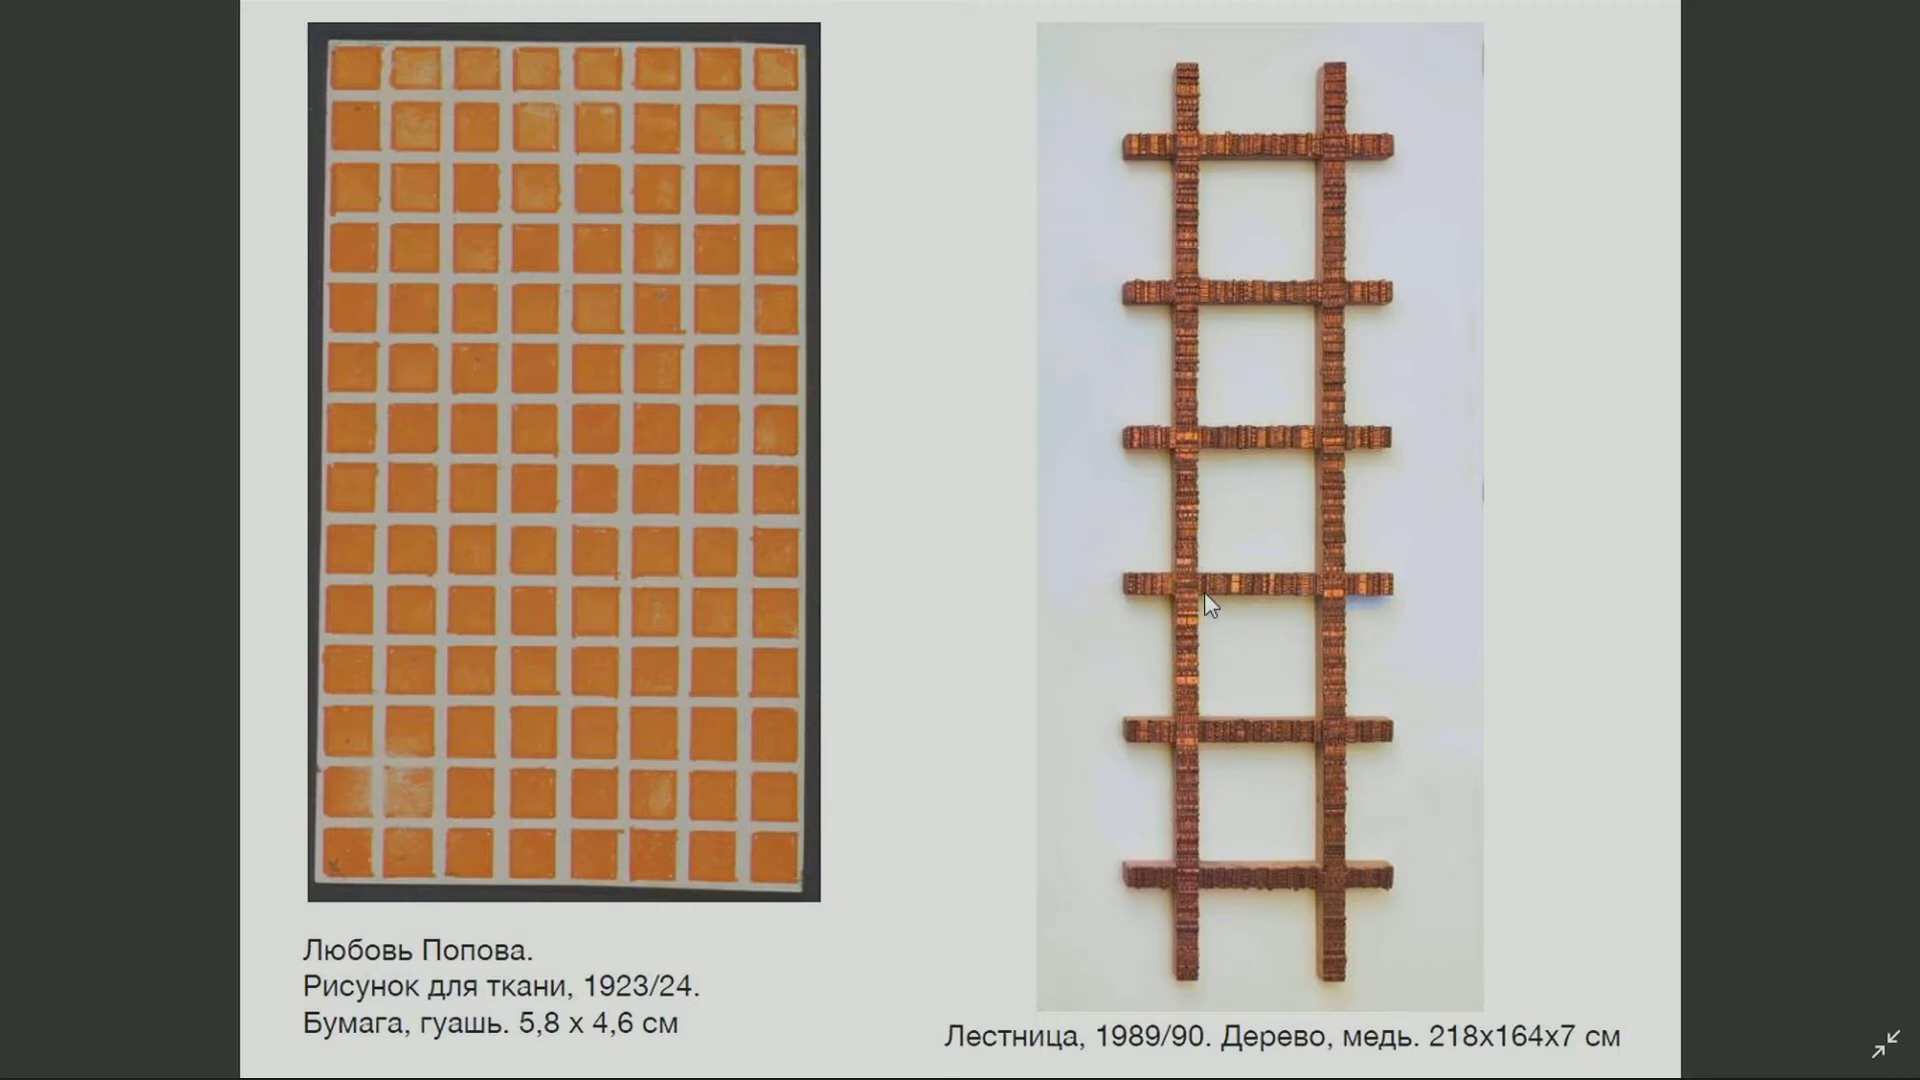 Любовь Попова.
Рисунок для ткани, 1923/24.
Бумага, гуашь. 5,8 x 4,6 см
Лестница, 1989/90. Дерево, медь. 218x164x7 см